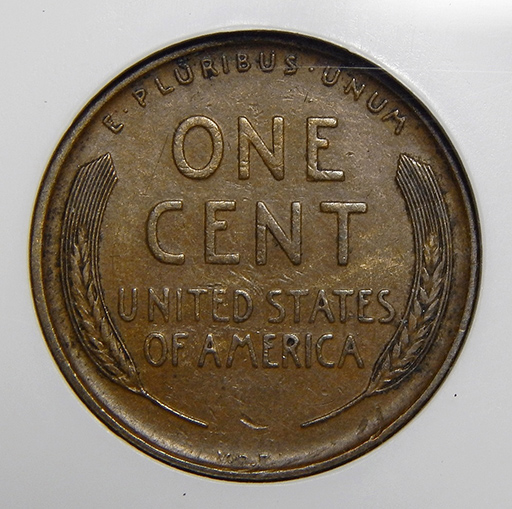 E·PLURIBUS·UNUM
ONE
CENT
UNITED STATES
OF AMERICA
V.D.B.